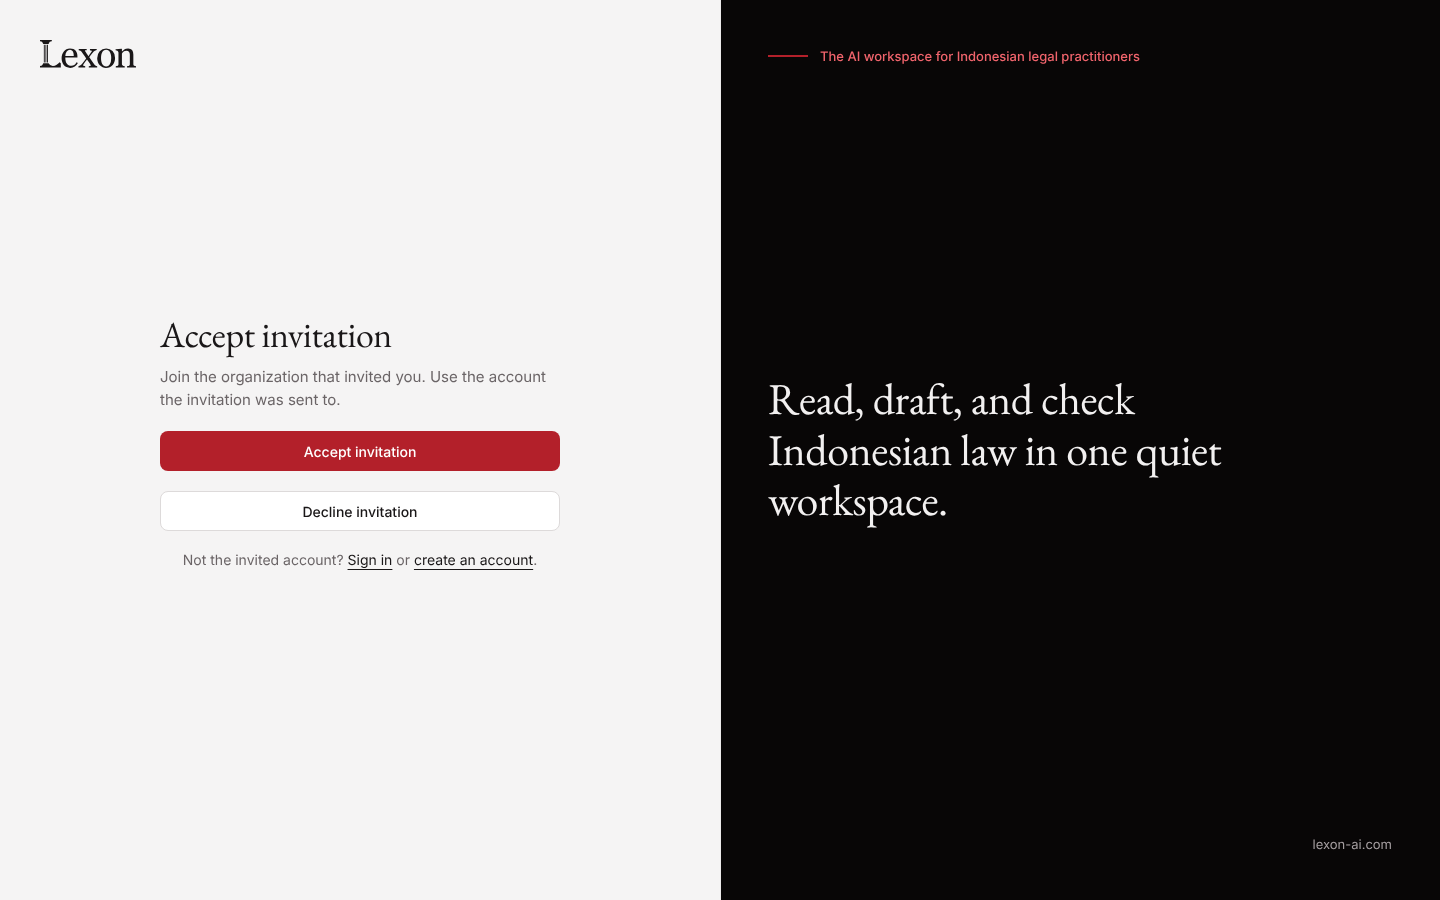 Lexon
Accept invitation
Join the organization that invited you. Use the account
the invitation was sent to.
Accept invitation
Decline invitation
Not the invited account? Sign in or create an account.
The AI workspace for Indonesian legal practitioners
Read, draft, and check
Indonesian law in one quiet
workspace.
lexon-ai.com